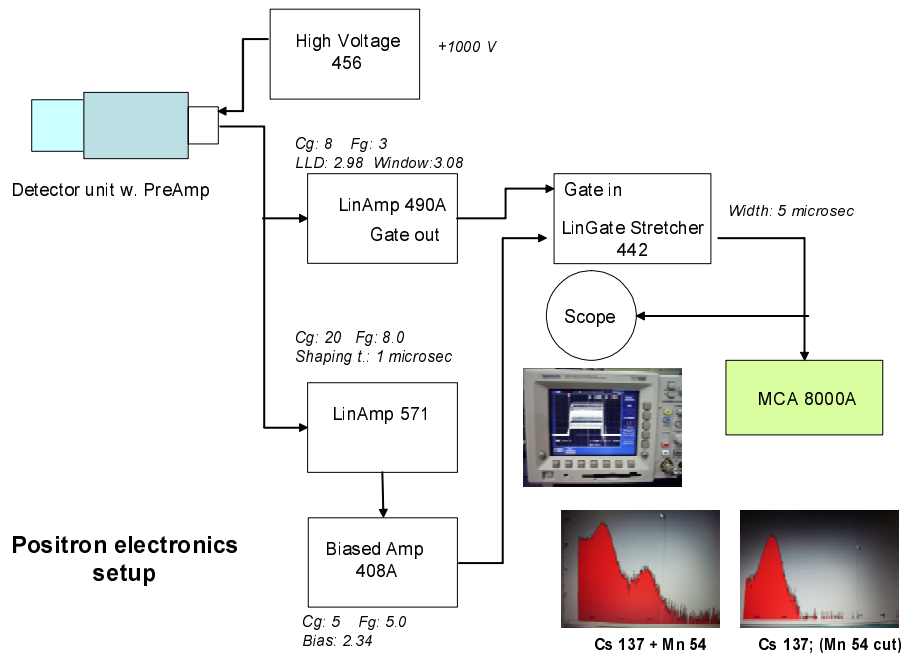 High Voltage
456
+1000 V
Detector unit w. PreAmp
Cg: 8 Fg: 3
LLD: 2.98 Window:3.08
LinAmp 490A
Gate out
Gate in
LinGate Stretcher
442
Width: 5 microsec
Scope
Cg: 20 Fg: 8.0
Shaping t.: 1 microsec
LinAmp 571
MCA 8000A
Positron electronics
setup
Biased Amp
408A
Cg: 5 Fg: 5.0
Bias: 2.34
Cs 137 + Mn 54
Cs 137; (Mn 54 cut)